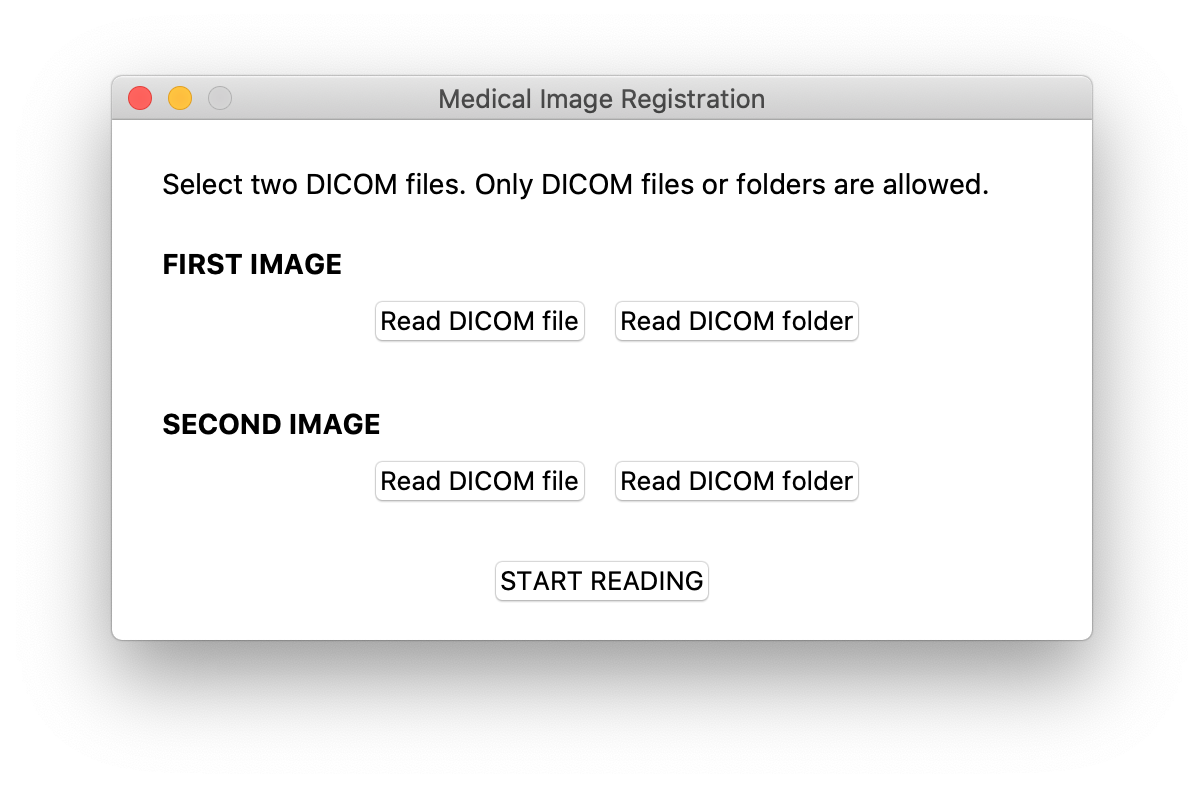 Medical Image Registration
Select two DICOM files. Only DICOM files or folders are allowed.
FIRST IMAGE
Read DICOM file Read DICOM folder
SECOND IMAGE
Read DICOM file Read DICOM folder
START READING